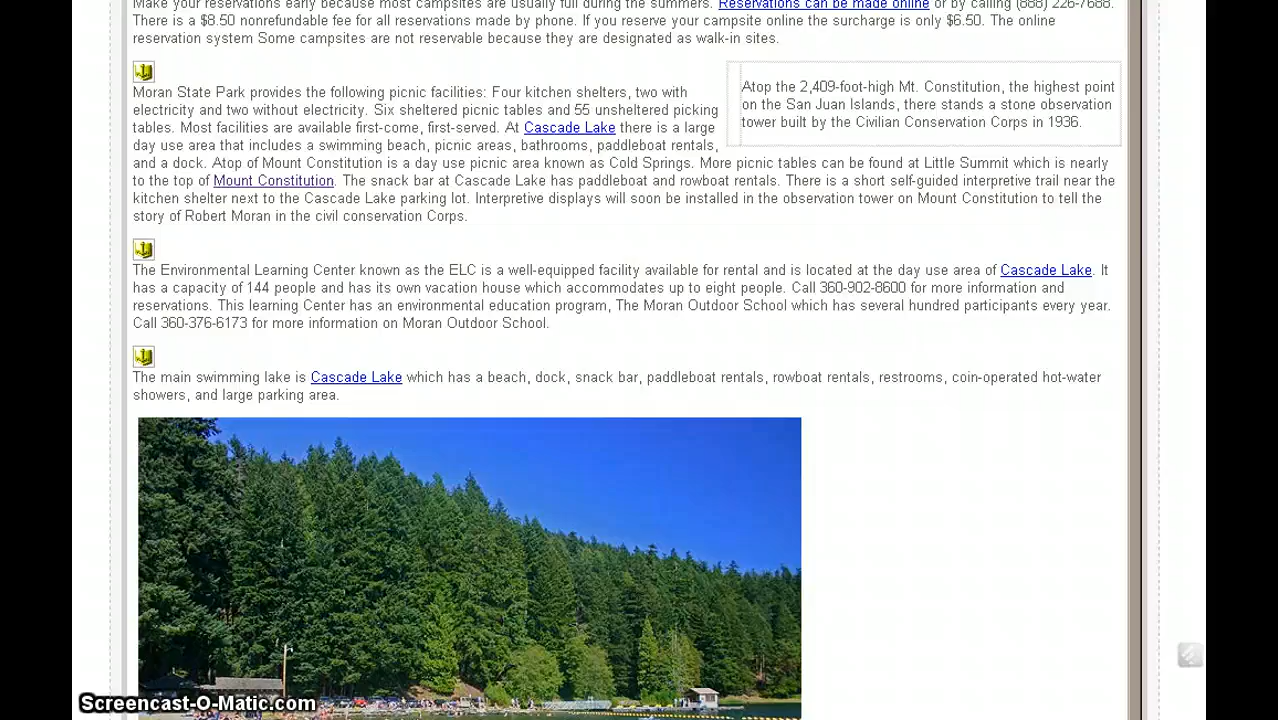 Make your reservations early because most campsites are usually full during the summers. Reservations can be made online or by calling (888) 226-7688.
There is a $8.50 nonrefundable fee for all reservations made by phone. If you reserve your campsite online the surcharge is only $6.50. The online
reservation system Some campsites are not reservable because they are designated as walk-in sites.
Moran State Park provides the following picnic facilities: Four kitchen shelters, two with
electricity and two without electricity. Six sheltered picnic tables and 55 unsheltered picking
tables. Most facilities are available first-come, first-served. At Cascade Lake there is a large
day use area that includes a swimming beach, picnic areas, bathrooms, paddleboat rentals,
and a dock. Atop of Mount Constitution is a day use picnic area known as Cold Springs. More picnic tables can be found at Little Summit which is nearly
to the top of Mount Constitution. The snack bar at Cascade Lake has paddleboat and rowboat rentals. There is a short self-guided interpretive trail near the
kitchen shelter next to the Cascade Lake parking lot. Interpretive displays will soon be installed in the observation tower on Mount Constitution to tell the
story of Robert Moran in the civil conservation Corps.
Atop the 2,409-foot-high Mt. Constitution, the highest point
on the San Juan Islands, there stands a stone observation
tower built by the Civilian Conservation Corps in 1936.
The Environmental Learning Center known as the ELC is a well-equipped facility available for rental and is located at the day use area of Cascade Lake. It
has a capacity of 144 people and has its own vacation house which accommodates up to eight people. Call 360-902-8600 for more information and
reservations. This learning Center has an environmental education program, The Moran Outdoor School which has several hundred participants every year.
Call 360-376-6173 for more information on Moran Outdoor School.
The main swimming lake is Cascade Lake which has a beach, dock, snack bar, paddleboat rentals, rowboat rentals, restrooms, coin-operated hot-water
showers, and large parking area.
Screencast-O-Matic.com